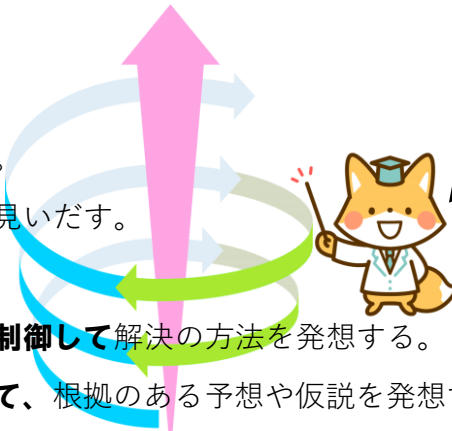 。
見いだす。
制御して解決の方法を発想する。
て、根拠のある予想や仮説を発想す